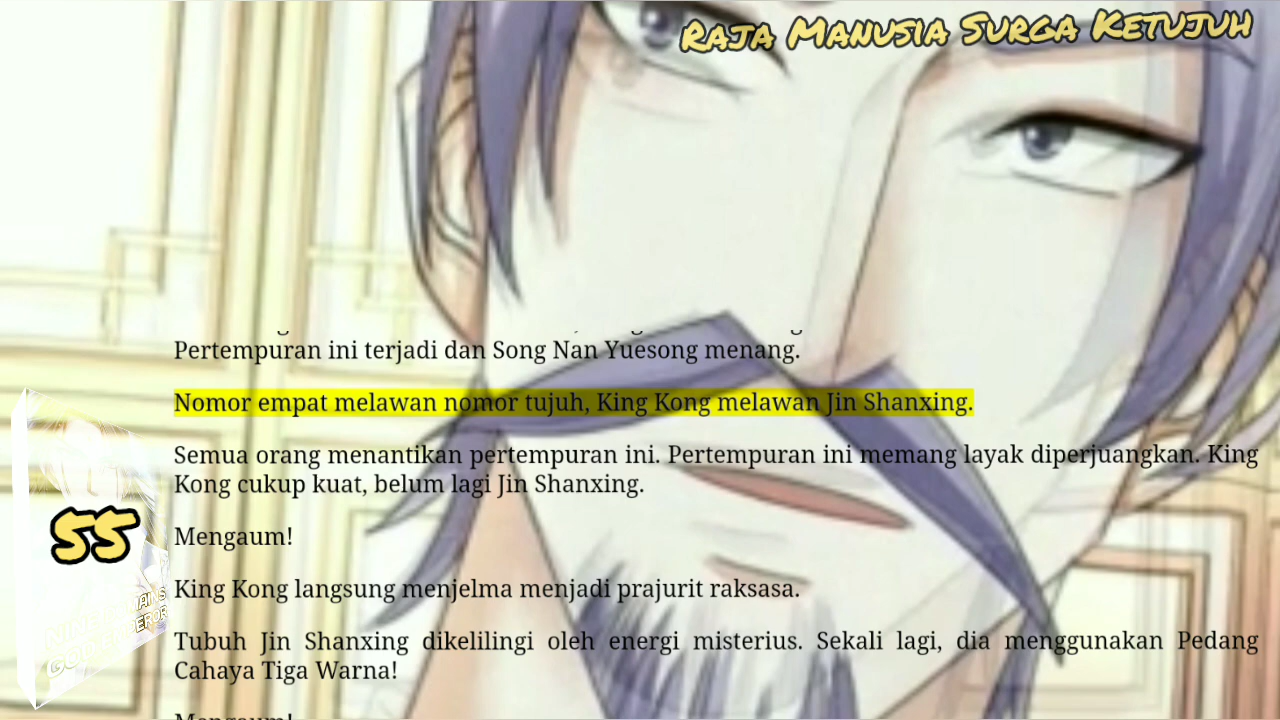 Raja Manusia Surga Ketujuh
Pertempuran ini terjadi dan Song Nan Yuesong menang.
Nomor empat melawan nomor tujuh, King Kong melawan Jin Shanxing.
Semua orang menantikan pertempuran ini. Pertempuran ini memang layak diperjuangkan. King
Kong cukup kuat, belum lagi Jin Shanxing.
Mengaum!
King Kong langsung menjelma menjadi prajurit raksasa.
Tubuh Jin Shanxing dikelilingi oleh energi misterius. Sekali lagi, dia menggunakan Pedang
Cahaya Tiga Warna!
Mengaum!
SS